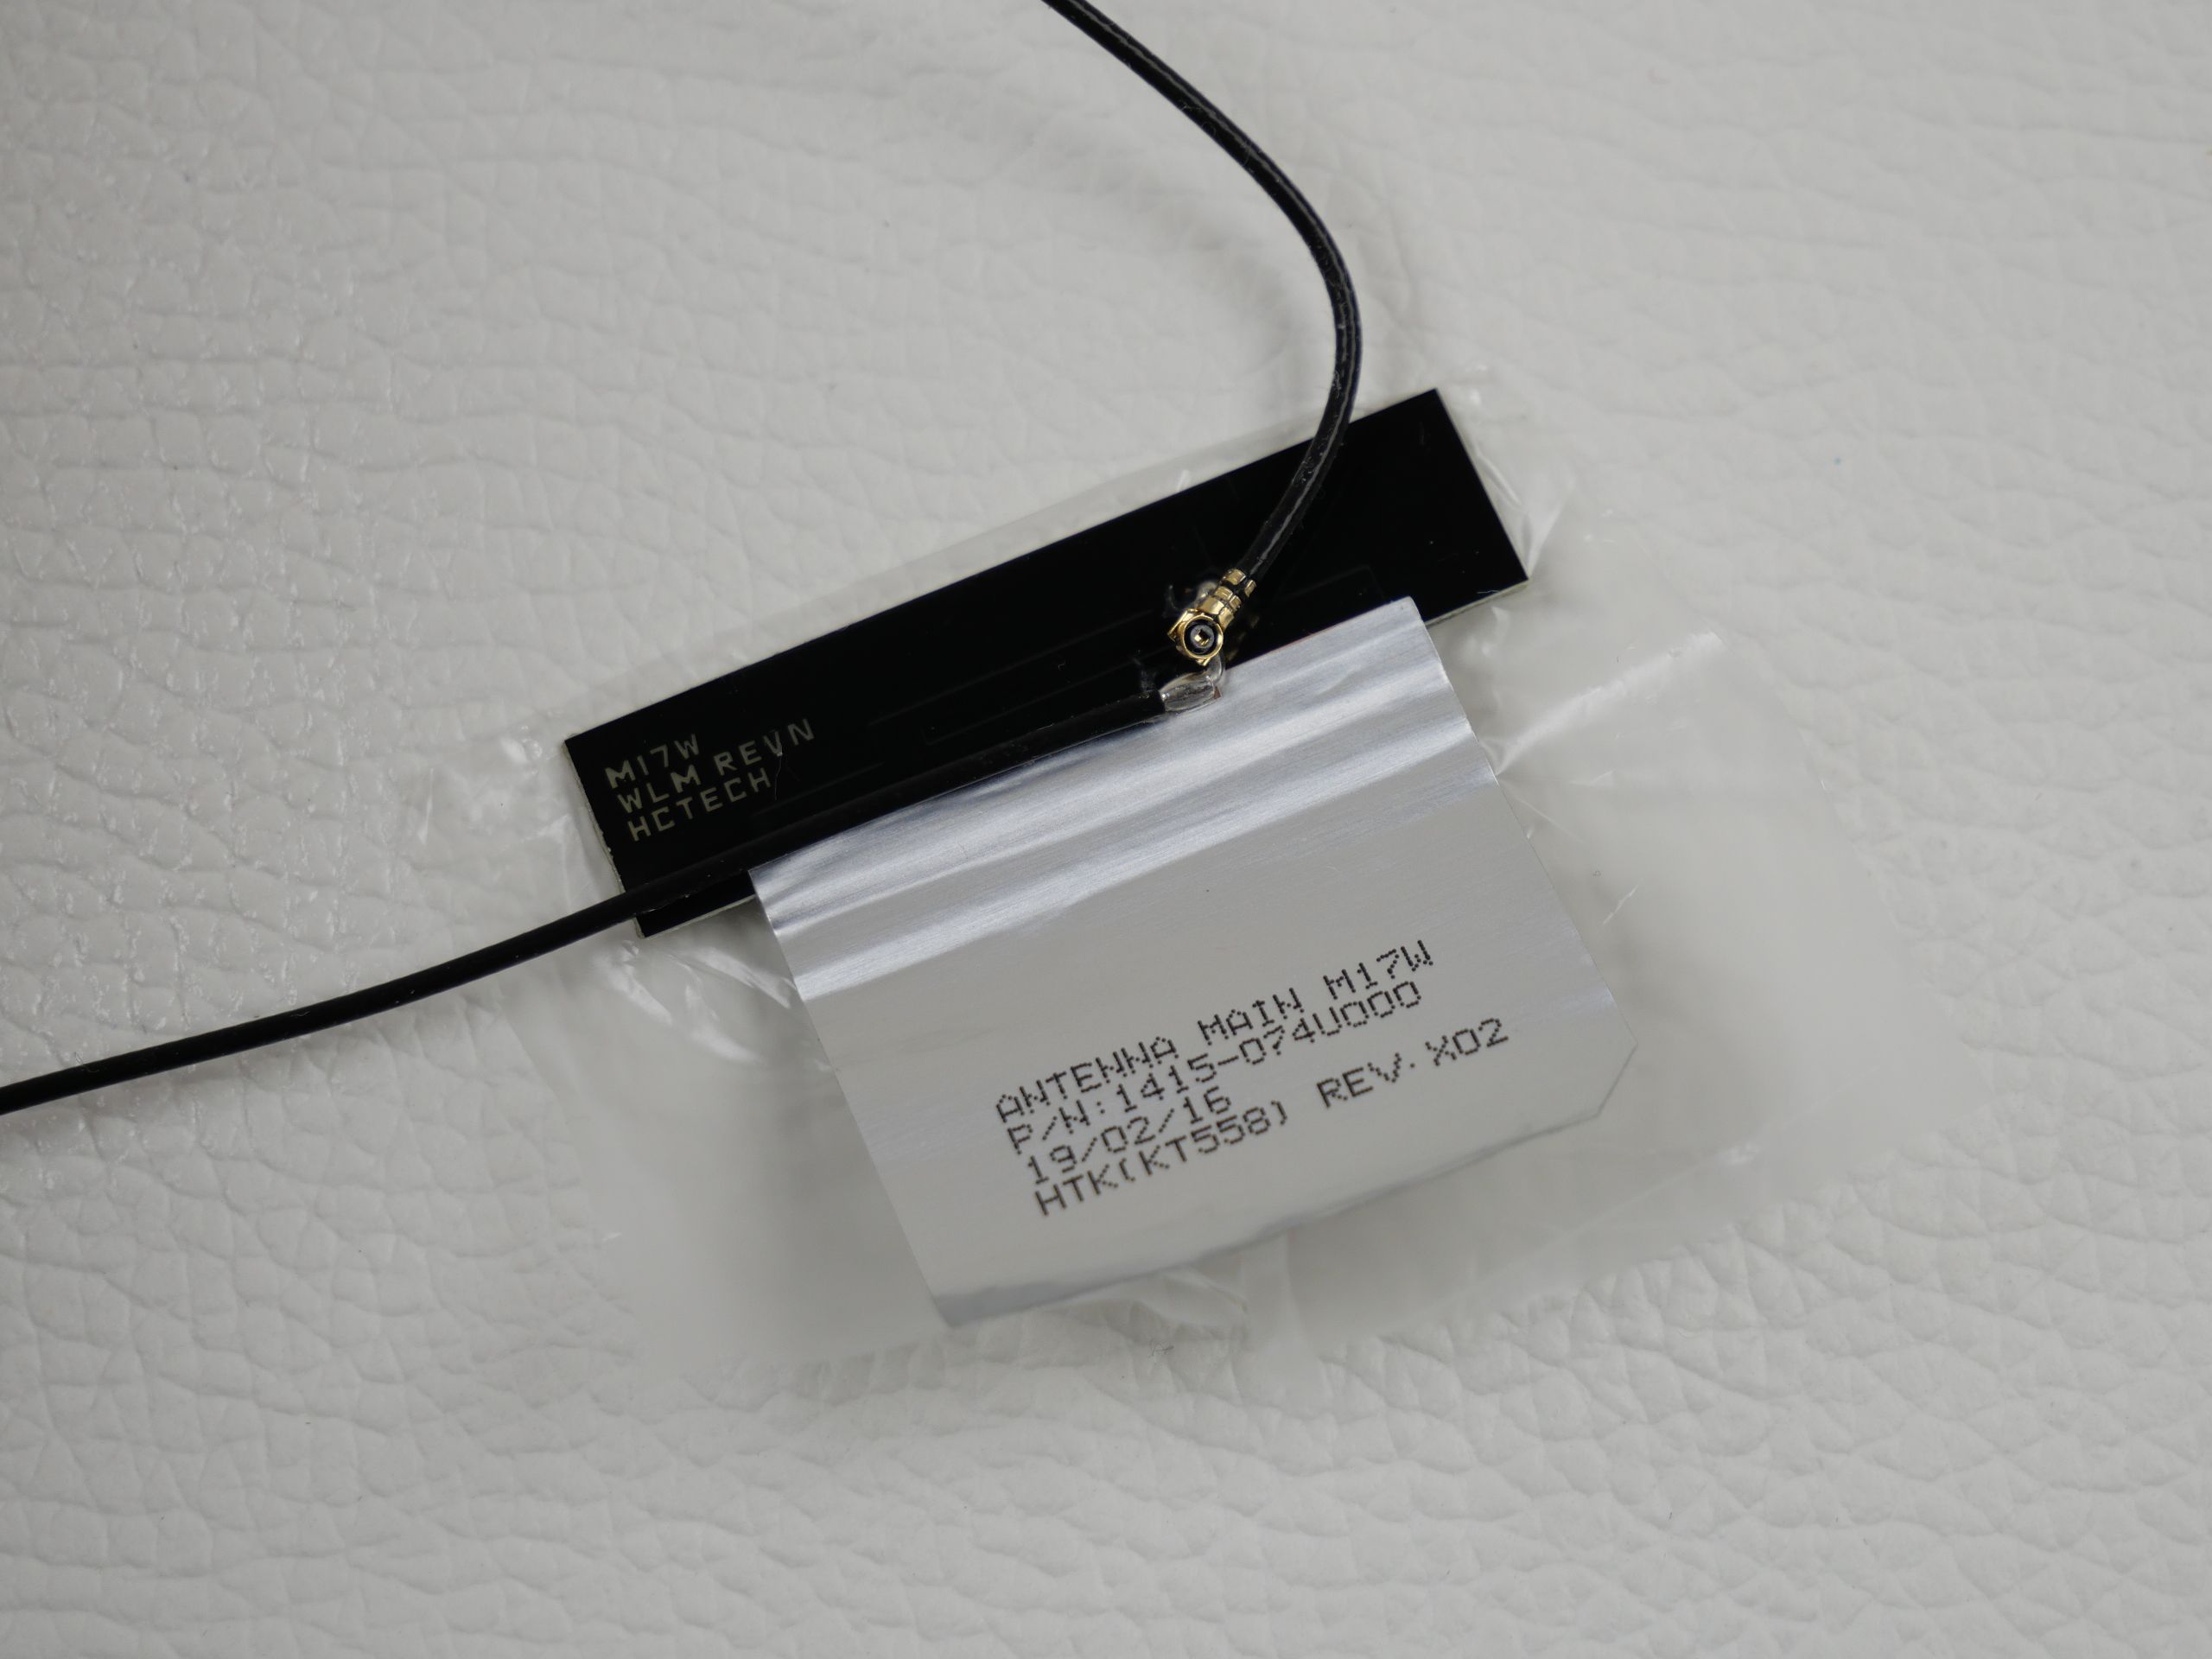 M17W
WLM REVN
HCTECH
ANTENNA MAIN M17W
P/N:1415-074U000
19/02/16
HTK(KT558) REV.X02